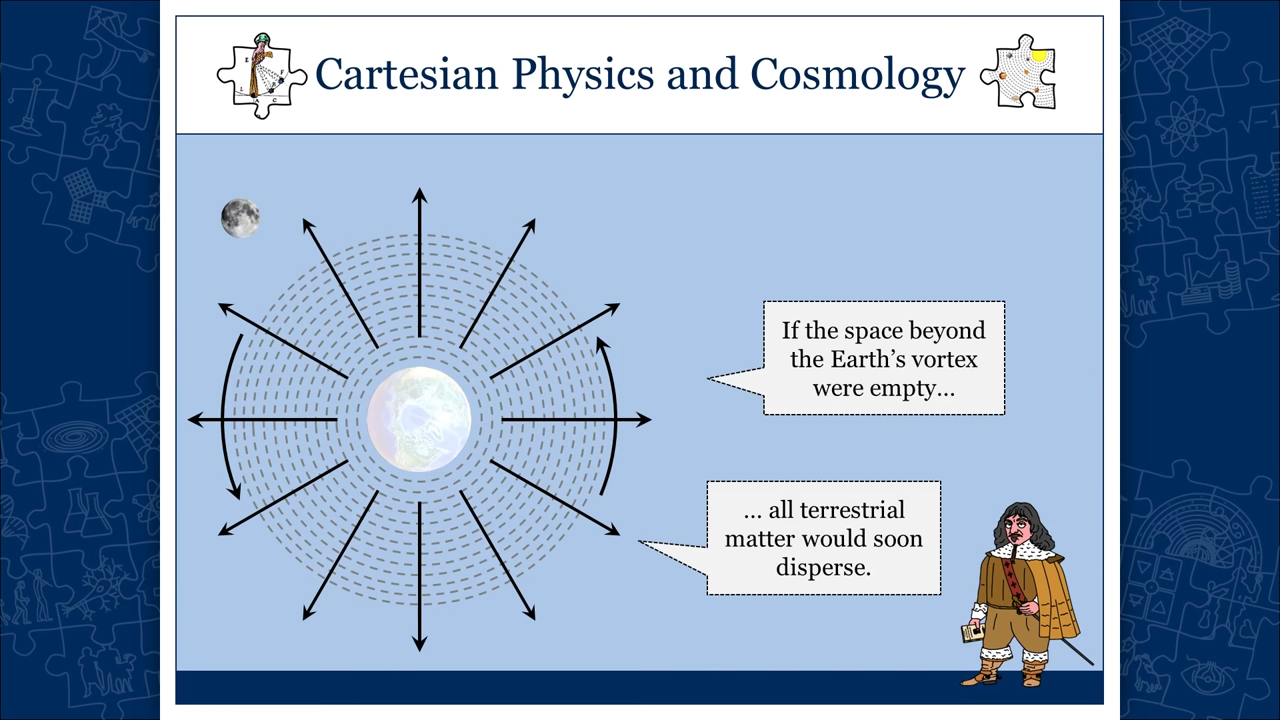 Cartesian Physics and Cosmology
If the space beyond
the Earth's vortex
were empty...
... all terrestrial
matter would soon
disperse.